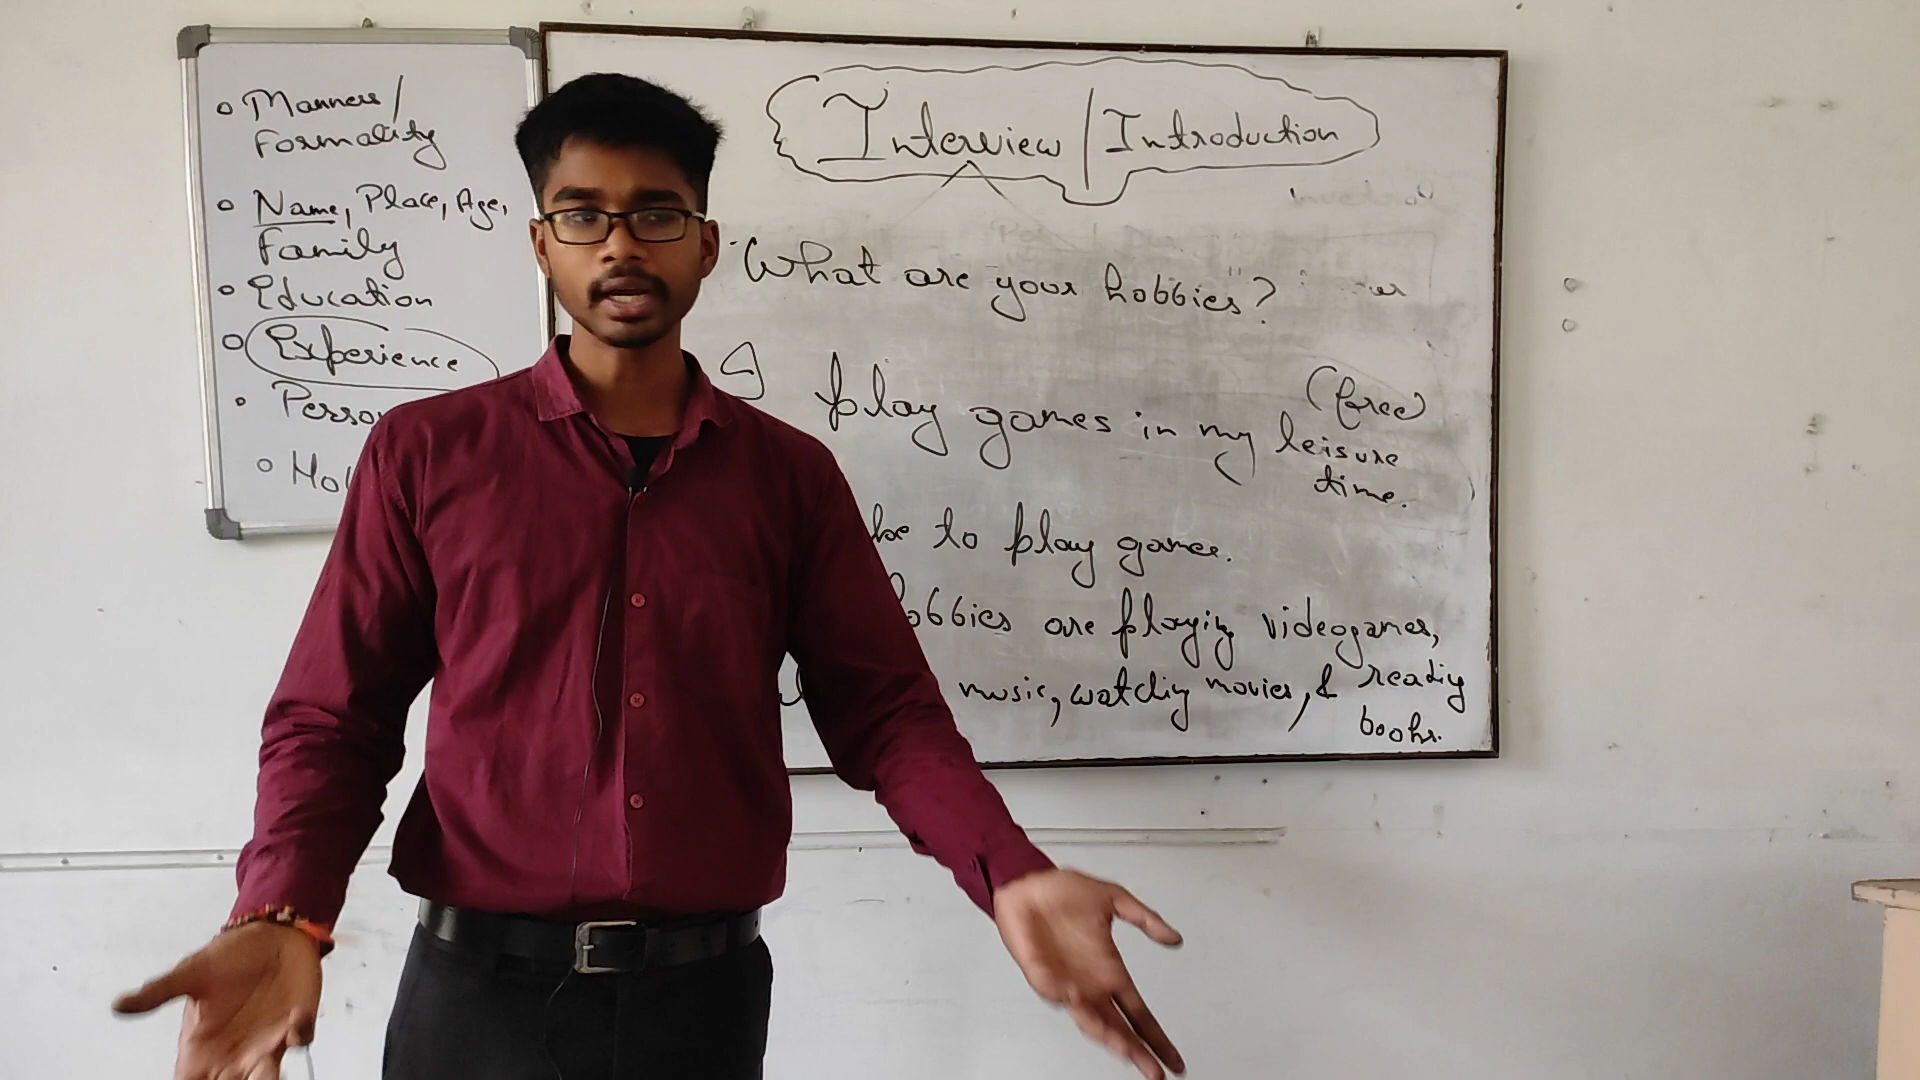 Manners/
Formality
Name, Place, Age,
Family
Education
Experience
Interview | Introduction
"What are your hobbies"?
I play games in my leisure
(free)
time.
to play games.
are playing videogames,
music, watching movies, & reading
books.